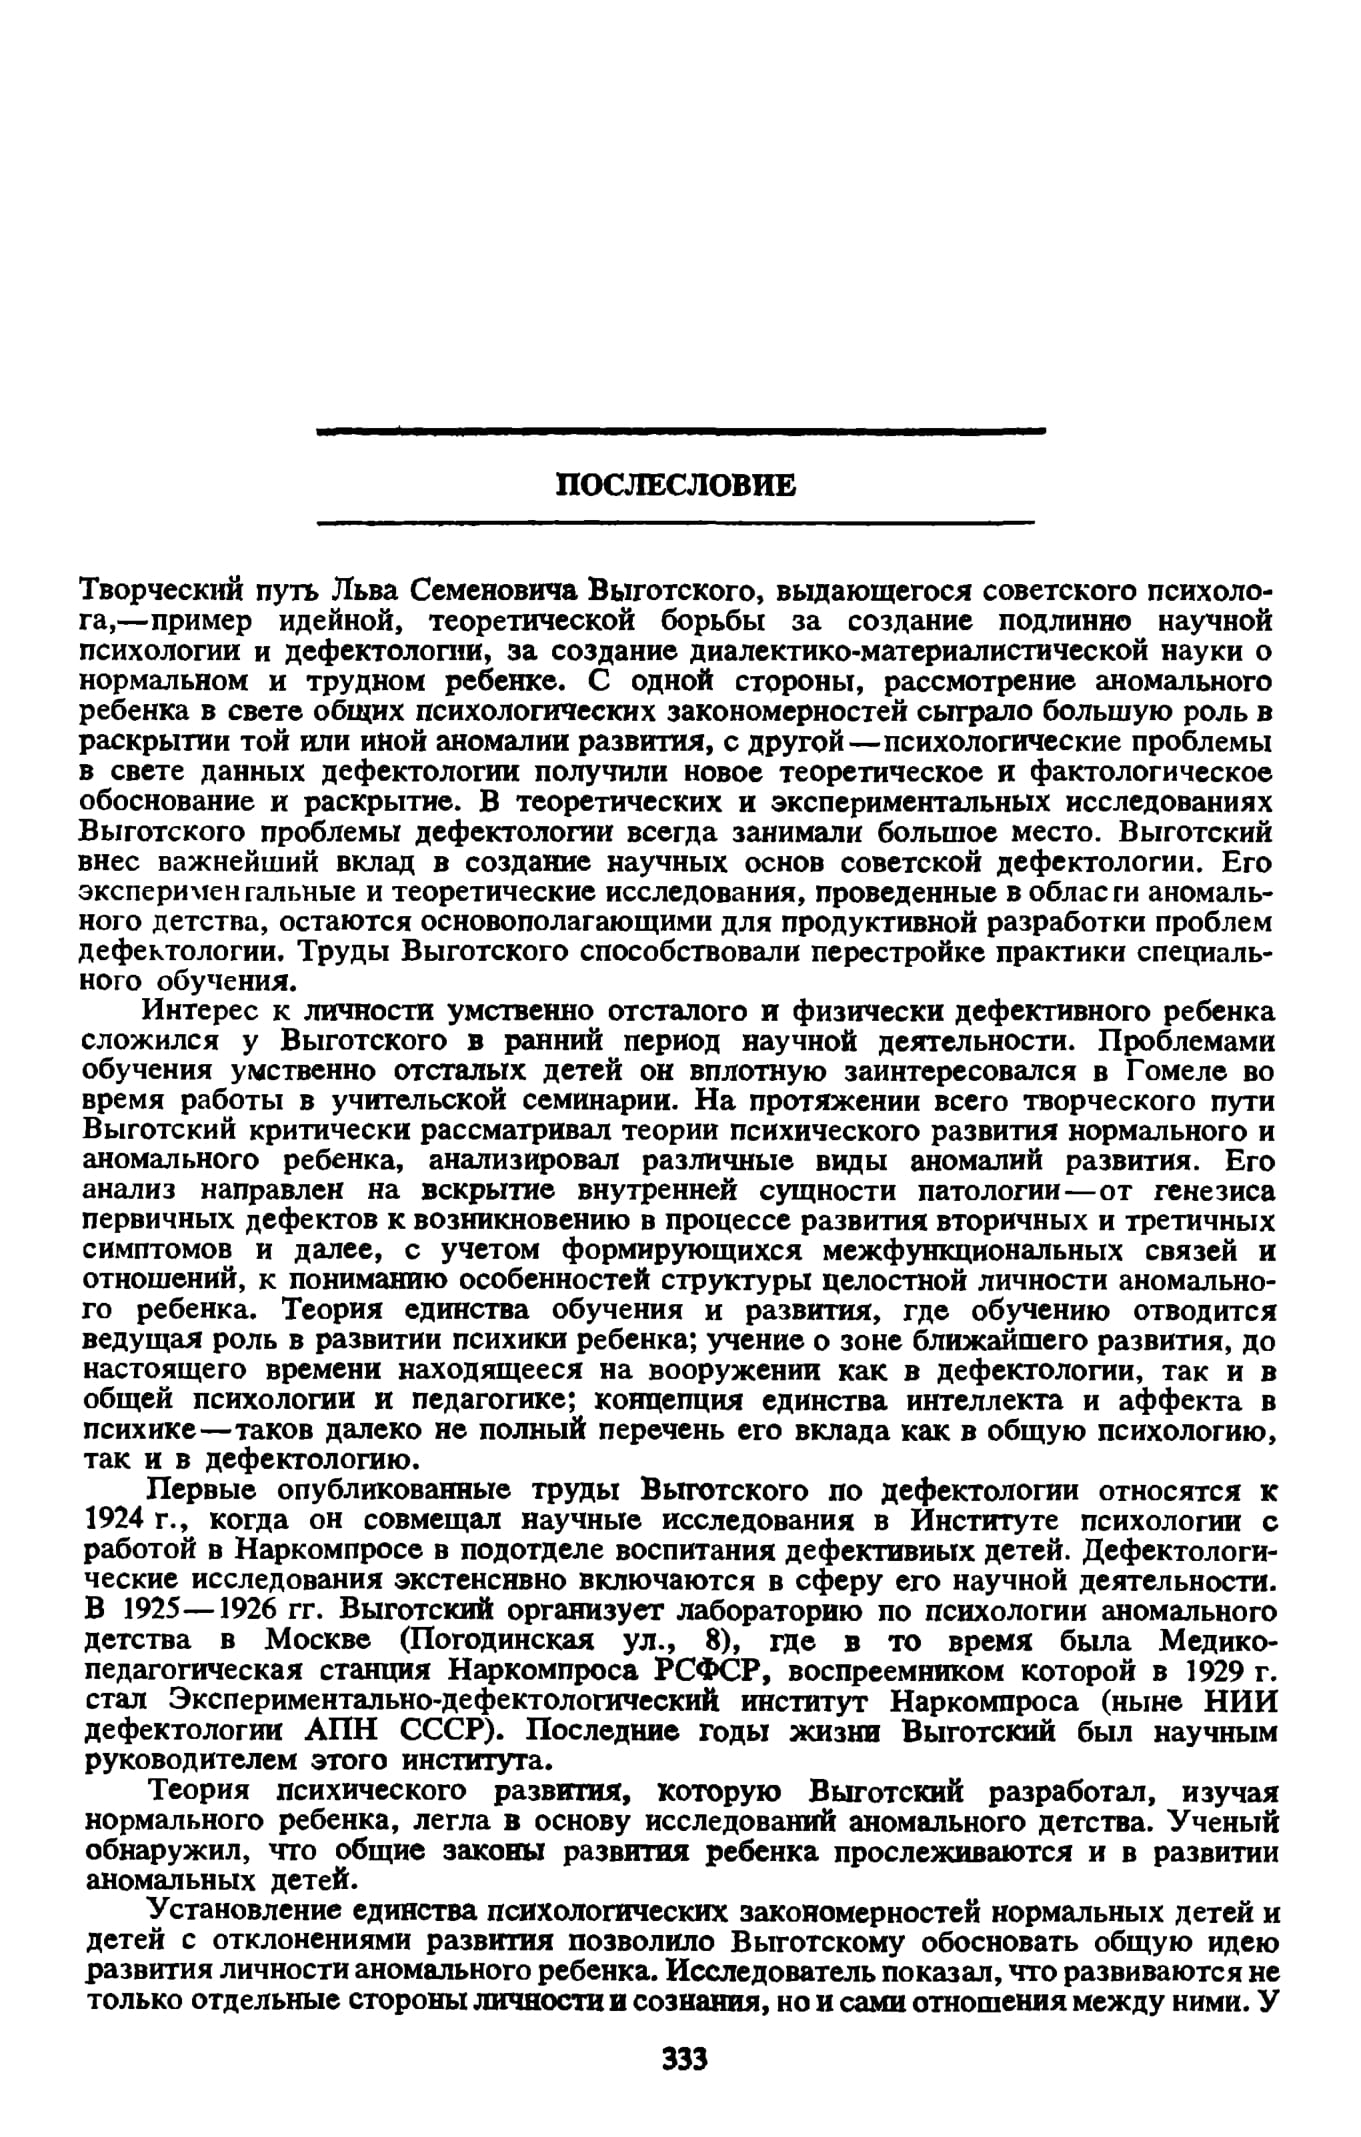 ПОСЛЕСЛОВИЕ
Творческий путь Льва Семеновича Выготского, выдающегося советского психоло-
га,—пример идейной, теоретической борьбы за создание подлинно научной
психологии и дефектологии, за создание диалектико-материалистической науки о
нормальном и трудном ребенке. С одной стороны, рассмотрение аномального
ребенка в свете общих психологических закономерностей сыграло большую роль в
раскрытии той или иной аномалии развития, с другой—психологические проблемы
в свете данных дефектологии получили новое теоретическое и фактологическое
обоснование и раскрытие. В теоретических и экспериментальных исследованиях
Выготского проблемы дефектологии всегда занимали большое место. Выготский
внес важнейший вклад в создание научных основ советской дефектологии. Его
экспериментальные и теоретические исследования, проведенные в области аномаль-
ного детства, остаются основополагающими для продуктивной разработки проблем
дефектологии. Труды Выготского способствовали перестройке практики специаль-
ного обучения.
Интерес к личности умственно отсталого и физически дефективного ребенка
сложился у Выготского в ранний период научной деятельности. Проблемами
обучения умственно отсталых детей он вплотную заинтересовался в Гомеле во
время работы в учительской семинарии. На протяжении всего творческого пути
Выготский критически рассматривал теории психического развития нормального и
аномального ребенка, анализировал различные виды аномалий развития. Его
анализ направлен на вскрытие внутренней сущности патологии—от генезиса
первичных дефектов к возникновению в процессе развития вторичных и третичных
симптомов и далее, с учетом формирующихся межфункциональных связей и
отношений, к пониманию особенностей структуры целостной личности аномально-
го ребенка. Теория единства обучения и развития, где обучению отводится
ведущая роль в развитии психики ребенка; учение о зоне ближайшего развития, до
настоящего времени находящееся на вооружении как в дефектологии, так и в
общей психологии и педагогике; концепция единства интеллекта и аффекта в
психике—таков далеко не полный перечень его вклада как в общую психологию,
так и в дефектологию.
Первые опубликованные труды Выготского по дефектологии относятся к
1924 г., когда он совмещал научные исследования в Институте психологии с
работой в Наркомпросе в подотделе воспитания дефективных детей. Дефектологи-
ческие исследования экстенсивно включаются в сферу его научной деятельности.
В 1925—1926 гг. Выготский организует лабораторию по психологии аномального
детства в Москве (Погодинская ул., 8), где в то время была Медико-
педагогическая станция Наркомпроса РСФСР, воспреемником которой в 1929 г.
стал Экспериментально-дефектологический институт Наркомпроса (ныне НИИ
дефектологии АПН СССР). Последние годы жизни Выготский был научным
руководителем этого института.
Теория психического развития, которую Выготский разработал, изучая
нормального ребенка, легла в основу исследований аномального детства. Ученый
обнаружил, что общие законы развития ребенка прослеживаются и в развитии
аномальных детей.
Установление единства психологических закономерностей нормальных детей и
детей с отклонениями развития позволило Выготскому обосновать общую идею
развития личности аномального ребенка. Исследователь показал, что развиваются не
только отдельные стороны личности и сознания, но и сами отношения между ними. У
333